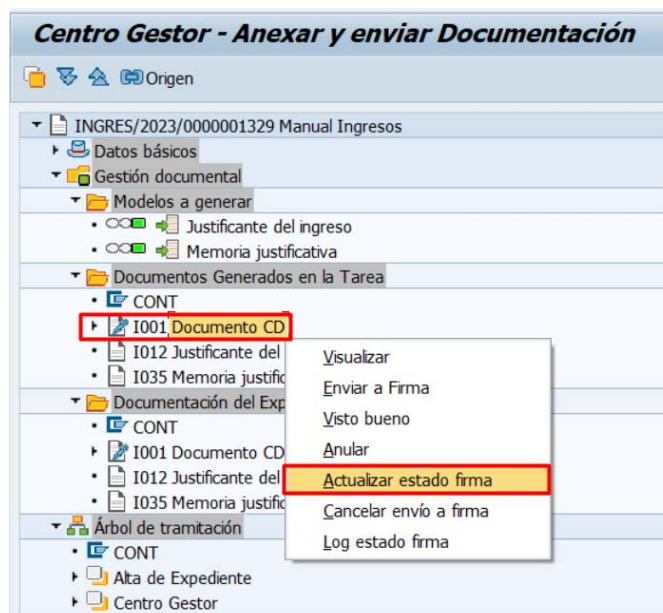 Centro Gestor - Anexar y enviar Documentación
Origen
INGRES/2023/0000001329 Manual Ingresos
Datos básicos
Gestión documental
Modelos a generar
Justificante del ingreso
Memoria justificativa
Documentos Generados en la Tarea
CONT
I001 Documento CD
I012 Justificante del
I035 Memoria justific
Documentación del Exp
CONT
I001 Documento CD
I012 Justificante del
I035 Memoria justific
Árbol de tramitación
CONT
Alta de Expediente
Centro Gestor
Visualizar
Enviar a Firma
Visto bueno
Anular
Actualizar estado firma
Cancelar envío a firma
Log estado firma